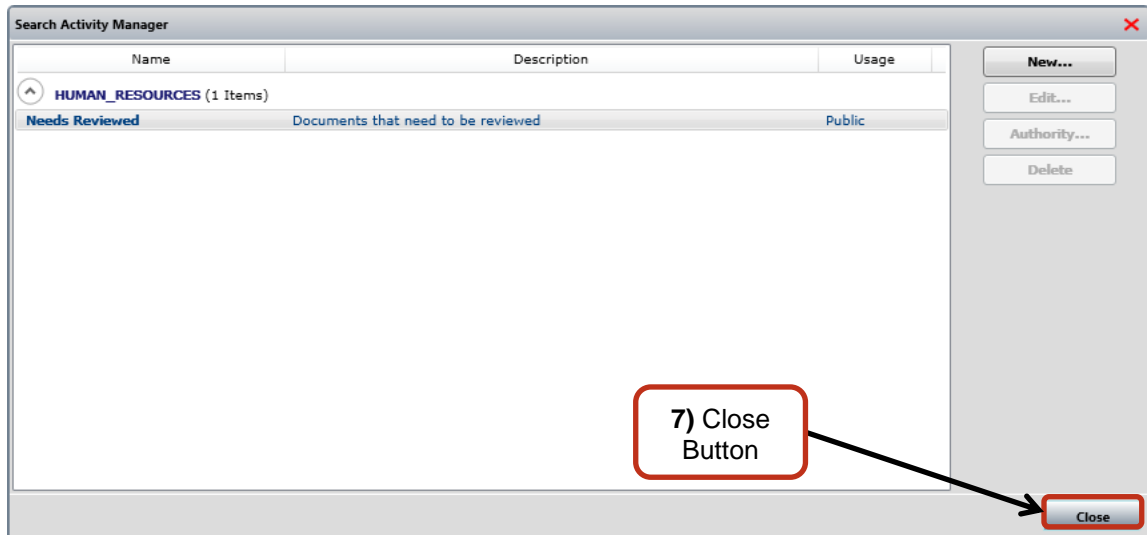 Search Activity Manager
Name Description Usage
HUMAN_RESOURCES (1 Items)
Needs Reviewed Documents that need to be reviewed Public
New...
Edit...
Authority...
Delete
7) Close
Button
Close